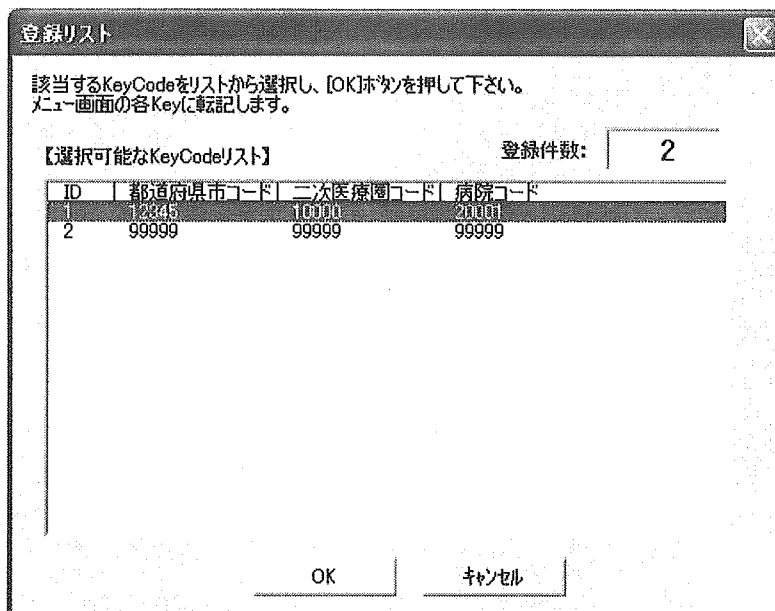 登録リスト
該当するKeyCodeをリストから選択し、[OK]ボタンを押して下さい。
メニュー画面の各Keyに転記します。
【選択可能なKeyCodeリスト】 登録件数: 2
ID 都道府県市コード 二次医療圏コード 病院コード
1 12345 10000 20001
2 99999 99999 99999
OK キャンセル